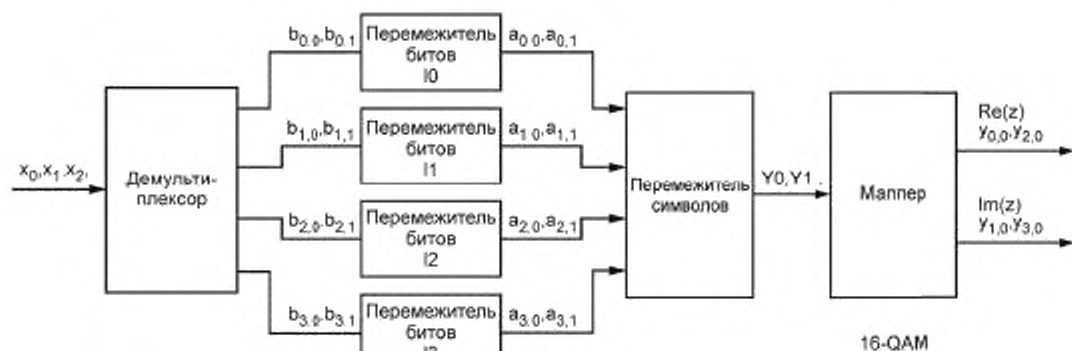 x₀,x₁ x₂,
Демульти-
плексор
b₀.₀,b₀.₁
Перемежитель
битов
I0
a₀ ₀,a₀,₁
b₁,₀,b₁,₁
Перемежитель
битов
I1
a₁ ₀,a₁,₁
b₂,₀,b₂,₁
Перемежитель
битов
I2
a₂,₀,a₂,₁
b₃.₀,b₃.₁
Перемежитель
битов
a₃.₀,a₃,₁
Перемежитель
символов
Y0,Y1 .
Маппер
Re(z)
y₀,₀,y₂,₀
Im(z)
y₁,₀,y₃,₀
16-QAM